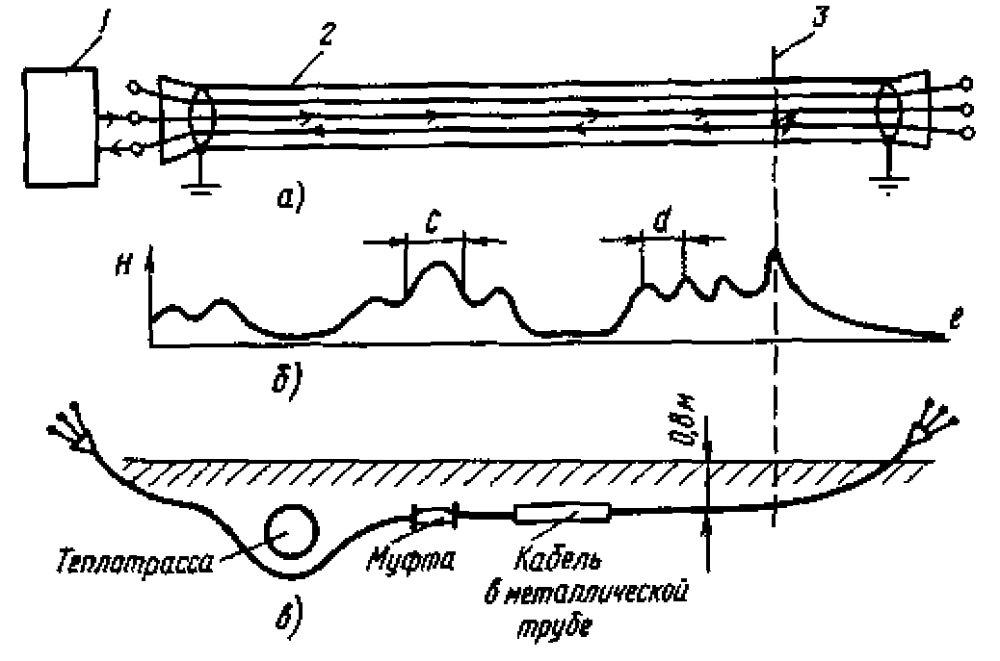 1
2
3
а)
c
d
H
l
б)
0,8 м
Теплотрасса
Муфта
Кабель
в металлической
трубе
в)